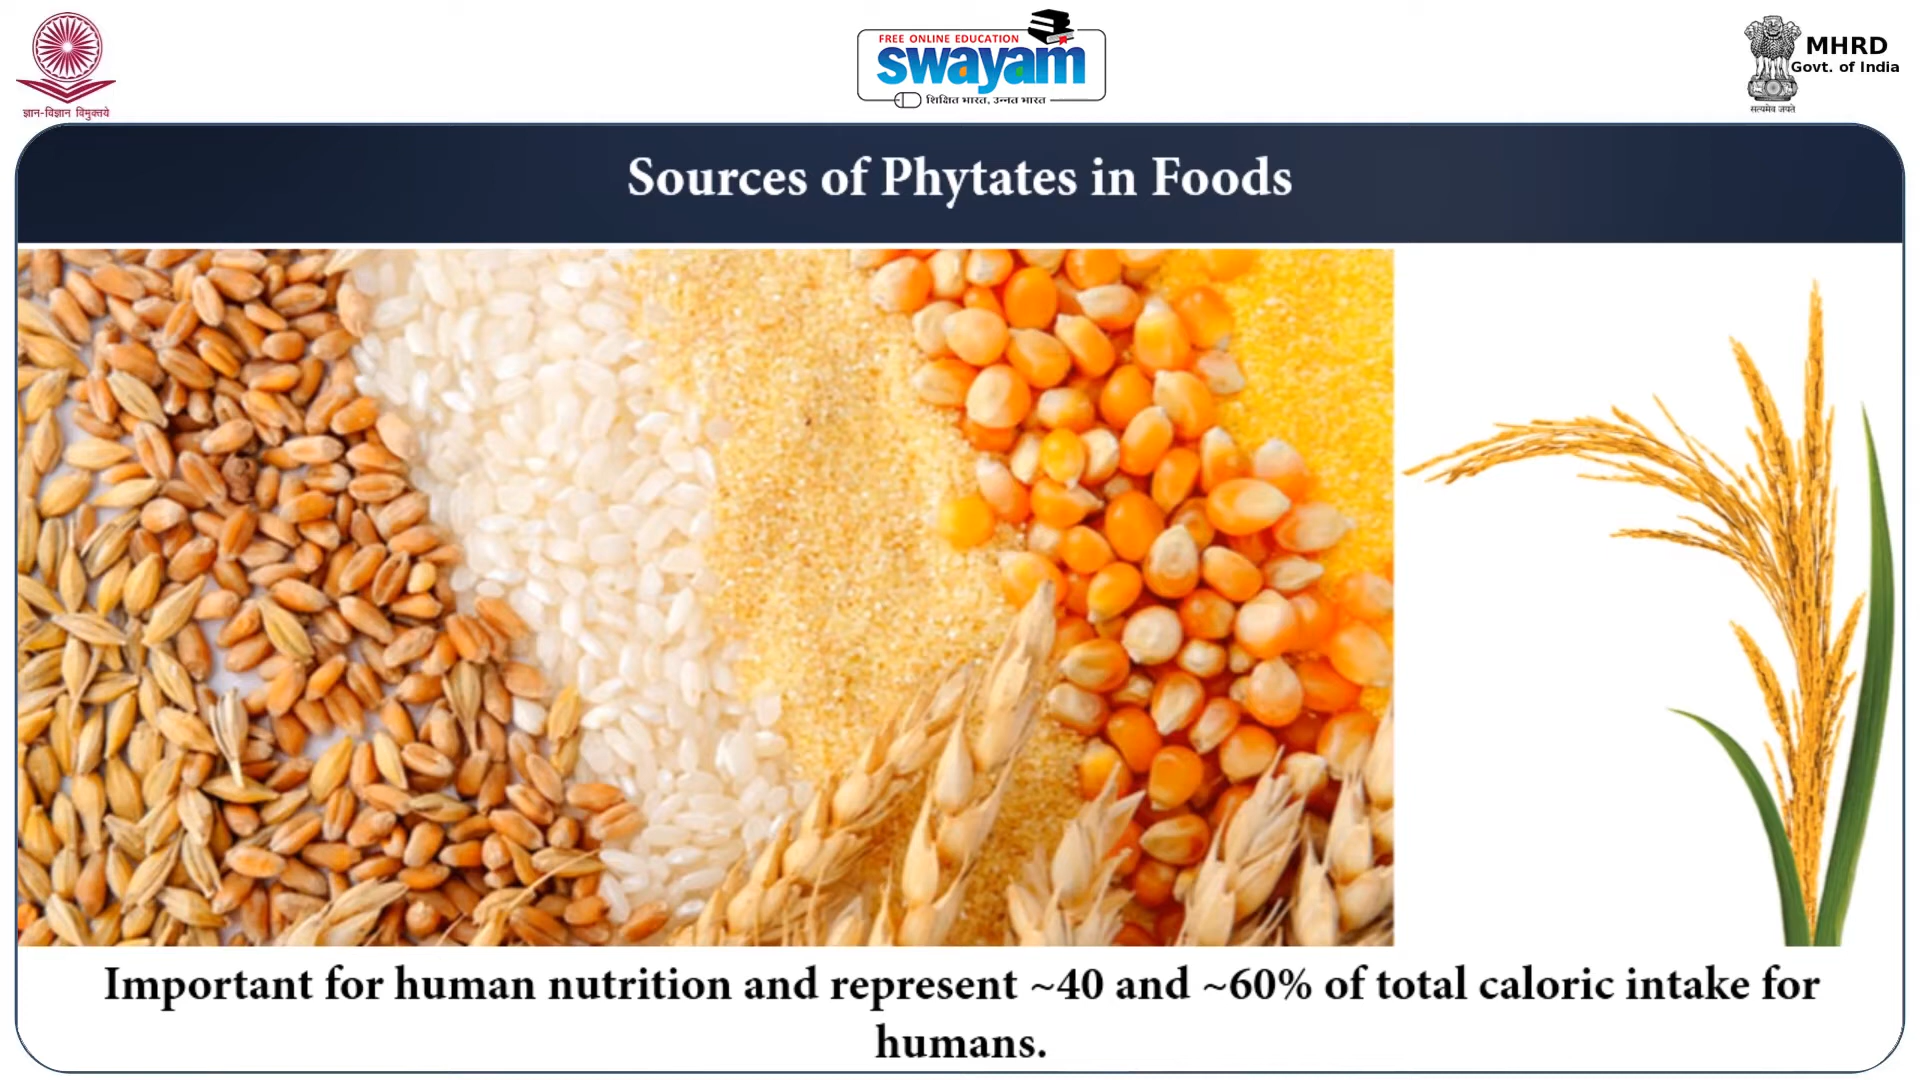 ज्ञान-विज्ञान विमुक्तये
FREE ONLINE EDUCATION
swayam
शिक्षित भारत, उन्नत भारत
MHRD
Govt. of India
सत्यमेव जयते
Sources of Phytates in Foods
Important for human nutrition and represent ~40 and ~60% of total caloric intake for
humans.